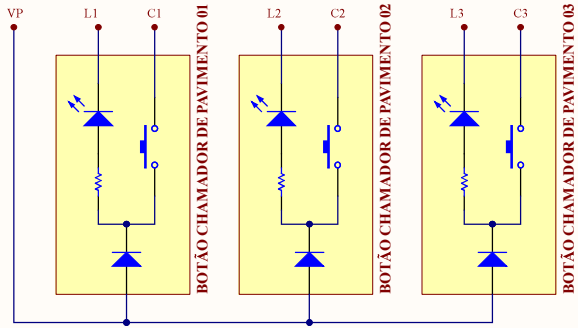 VP
L1
C1
BOTÃO CHAMADOR DE PAVIMENTO 01
L2
C2
BOTÃO CHAMADOR DE PAVIMENTO 02
L3
C3
BOTÃO CHAMADOR DE PAVIMENTO 03